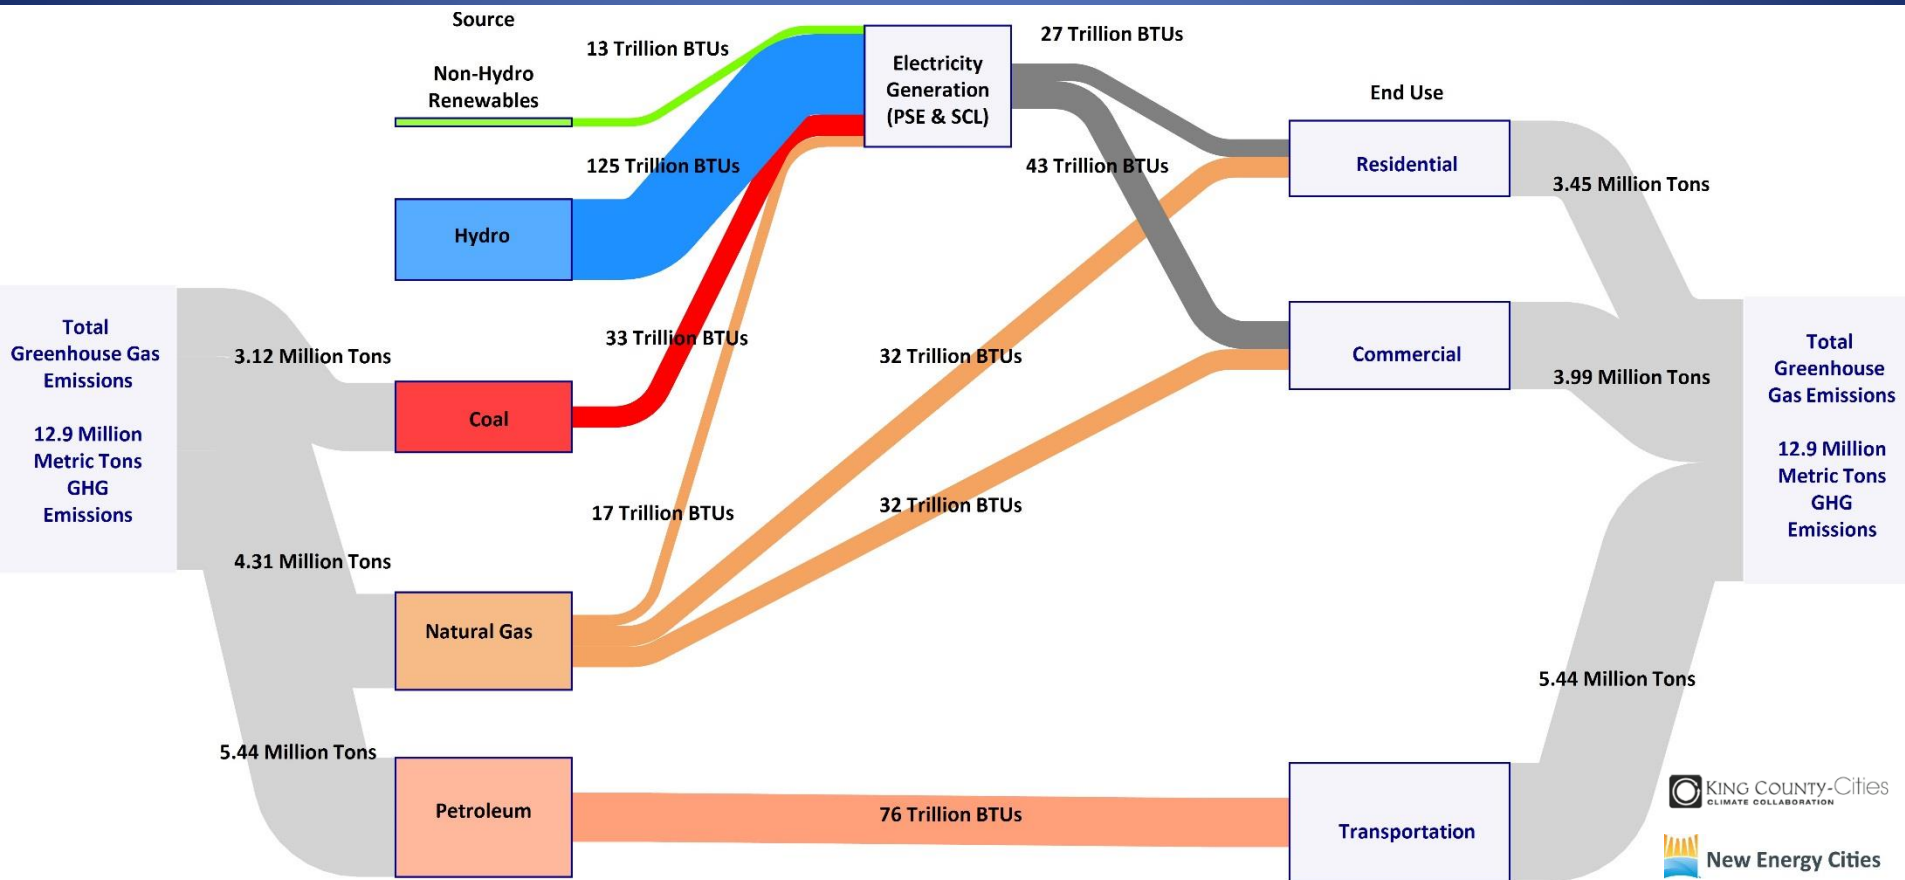 Source
Non-Hydro
Renewables
13 Trillion BTUs
Electricity
Generation
(PSE & SCL)
27 Trillion BTUs
End Use
125 Trillion BTUs
43 Trillion BTUs
Residential
3.45 Million Tons
Hydro
Total
Greenhouse Gas
Emissions
12.9 Million
Metric Tons
GHG
Emissions
3.12 Million Tons
33 Trillion BTUs
32 Trillion BTUs
Commercial
3.99 Million Tons
Total
Greenhouse
Gas Emissions
12.9 Million
Metric Tons
GHG
Emissions
Coal
17 Trillion BTUs
32 Trillion BTUs
4.31 Million Tons
Natural Gas
5.44 Million Tons
5.44 Million Tons
Petroleum
76 Trillion BTUs
Transportation
KING COUNTY-Cities
CLIMATE COLLABORATION
New Energy Cities